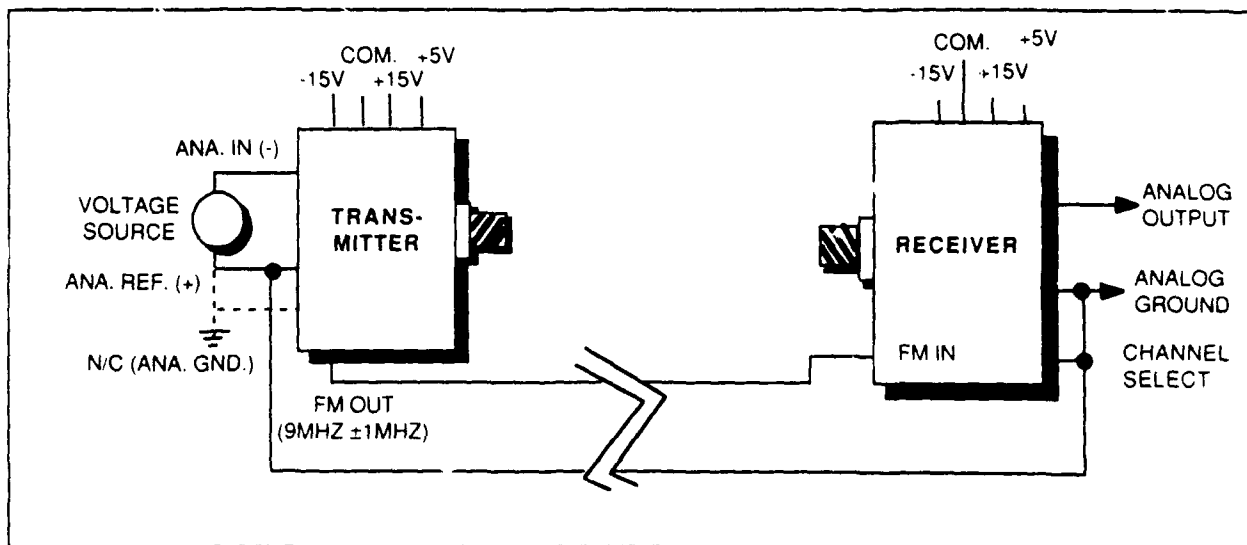 COM. +5V
-15V +15V
ANA. IN (-)
VOLTAGE
SOURCE
TRANS-
MITTER
ANA. REF. (+)
N/C (ANA. GND.)
FM OUT
(9MHZ ±1MHZ)
COM. +5V
-15V +15V
RECEIVER
FM IN
ANALOG
OUTPUT
ANALOG
GROUND
CHANNEL
SELECT